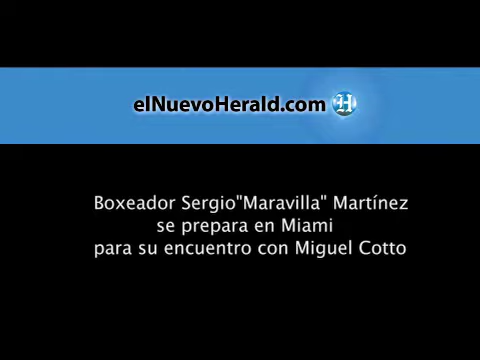 elNuevoHerald.com H
Boxeador Sergio"Maravilla" Martínez
se prepara en Miami
para su encuentro con Miguel Cotto